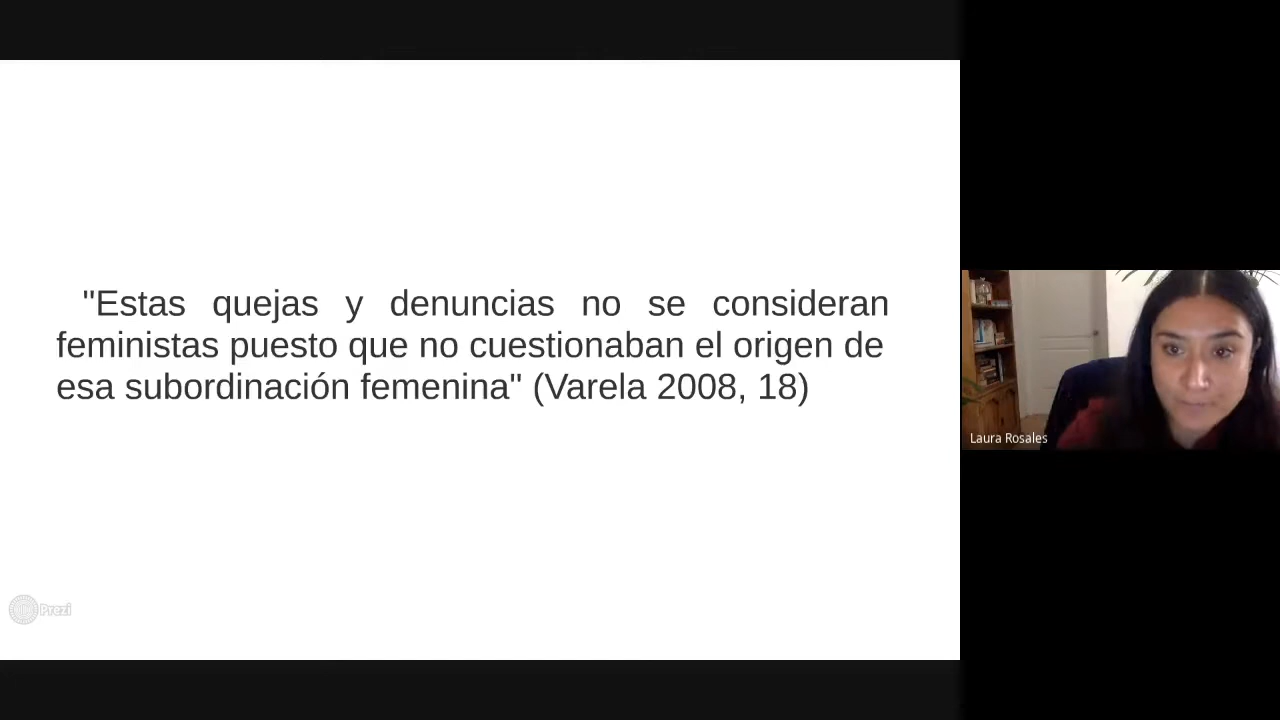 "Estas quejas y denuncias no se consideran
feministas puesto que no cuestionaban el origen de
esa subordinación femenina" (Varela 2008, 18)
Laura Rosales
Prezi